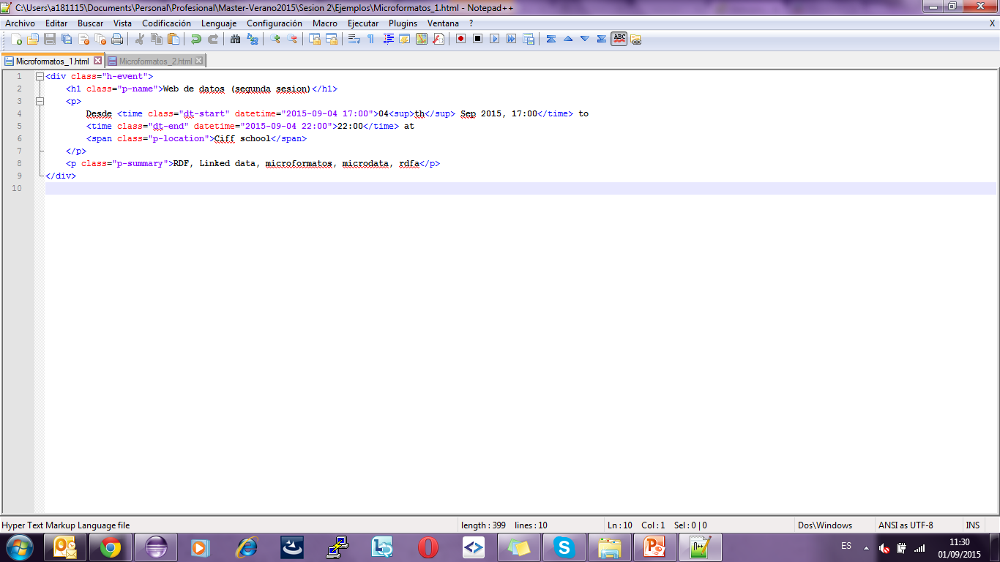 C:\Users\a181115\Documents\Personal\Profesional\Master-Verano2015\Sesion 2\Ejemplos\Microformatos_1.html - Notepad++
Archivo Editar Buscar Vista Codificación Lenguaje Configuración Macro Ejecutar Plugins Ventana ? X
Microformatos_1.html Microformatos_2.html
1 <div class="h-event">
2 <h1 class="p-name">Web de datos (segunda sesion)</h1>
3 <p>
4 Desde <time class="dt-start" datetime="2015-09-04 17:00">04<sup>th</sup> Sep 2015, 17:00</time> to
5 <time class="dt-end" datetime="2015-09-04 22:00">22:00</time> at
6 <span class="p-location">Ciff school</span>
7 </p>
8 <p class="p-summary">RDF, Linked data, microformatos, microdata, rdfa</p>
9 </div>
10
Hyper Text Markup Language file length : 399 lines : 10 Ln : 10 Col : 1 Sel : 0 | 0 Dos\Windows ANSI as UTF-8 INS
ES 11:30
01/09/2015